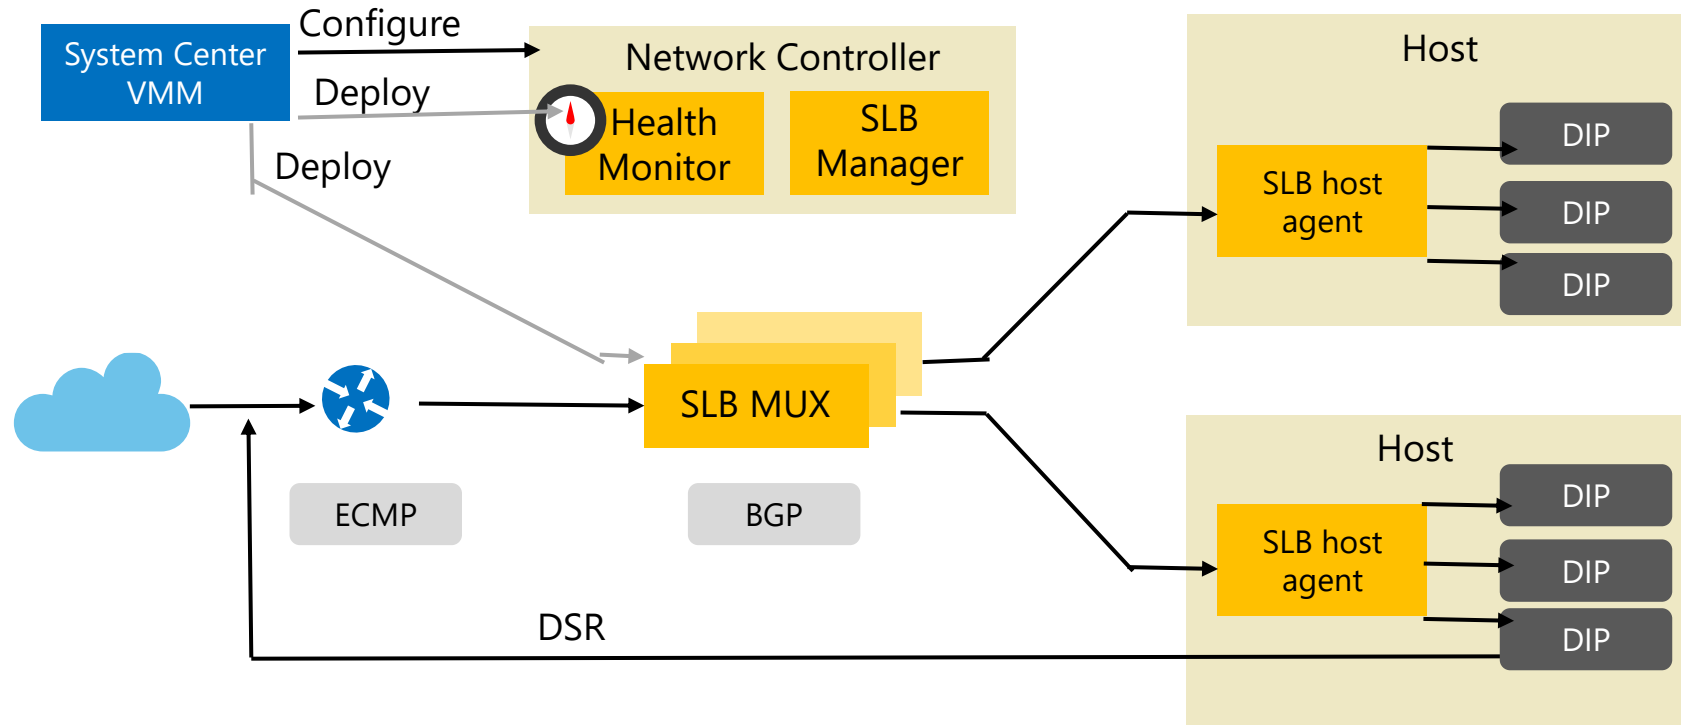 Configure
System Center
VMM
Deploy
Deploy
Network Controller
Health
Monitor
SLB
Manager
Host
SLB host
agent
DIP
DIP
DIP
SLB MUX
ECMP
BGP
Host
SLB host
agent
DIP
DIP
DIP
DSR